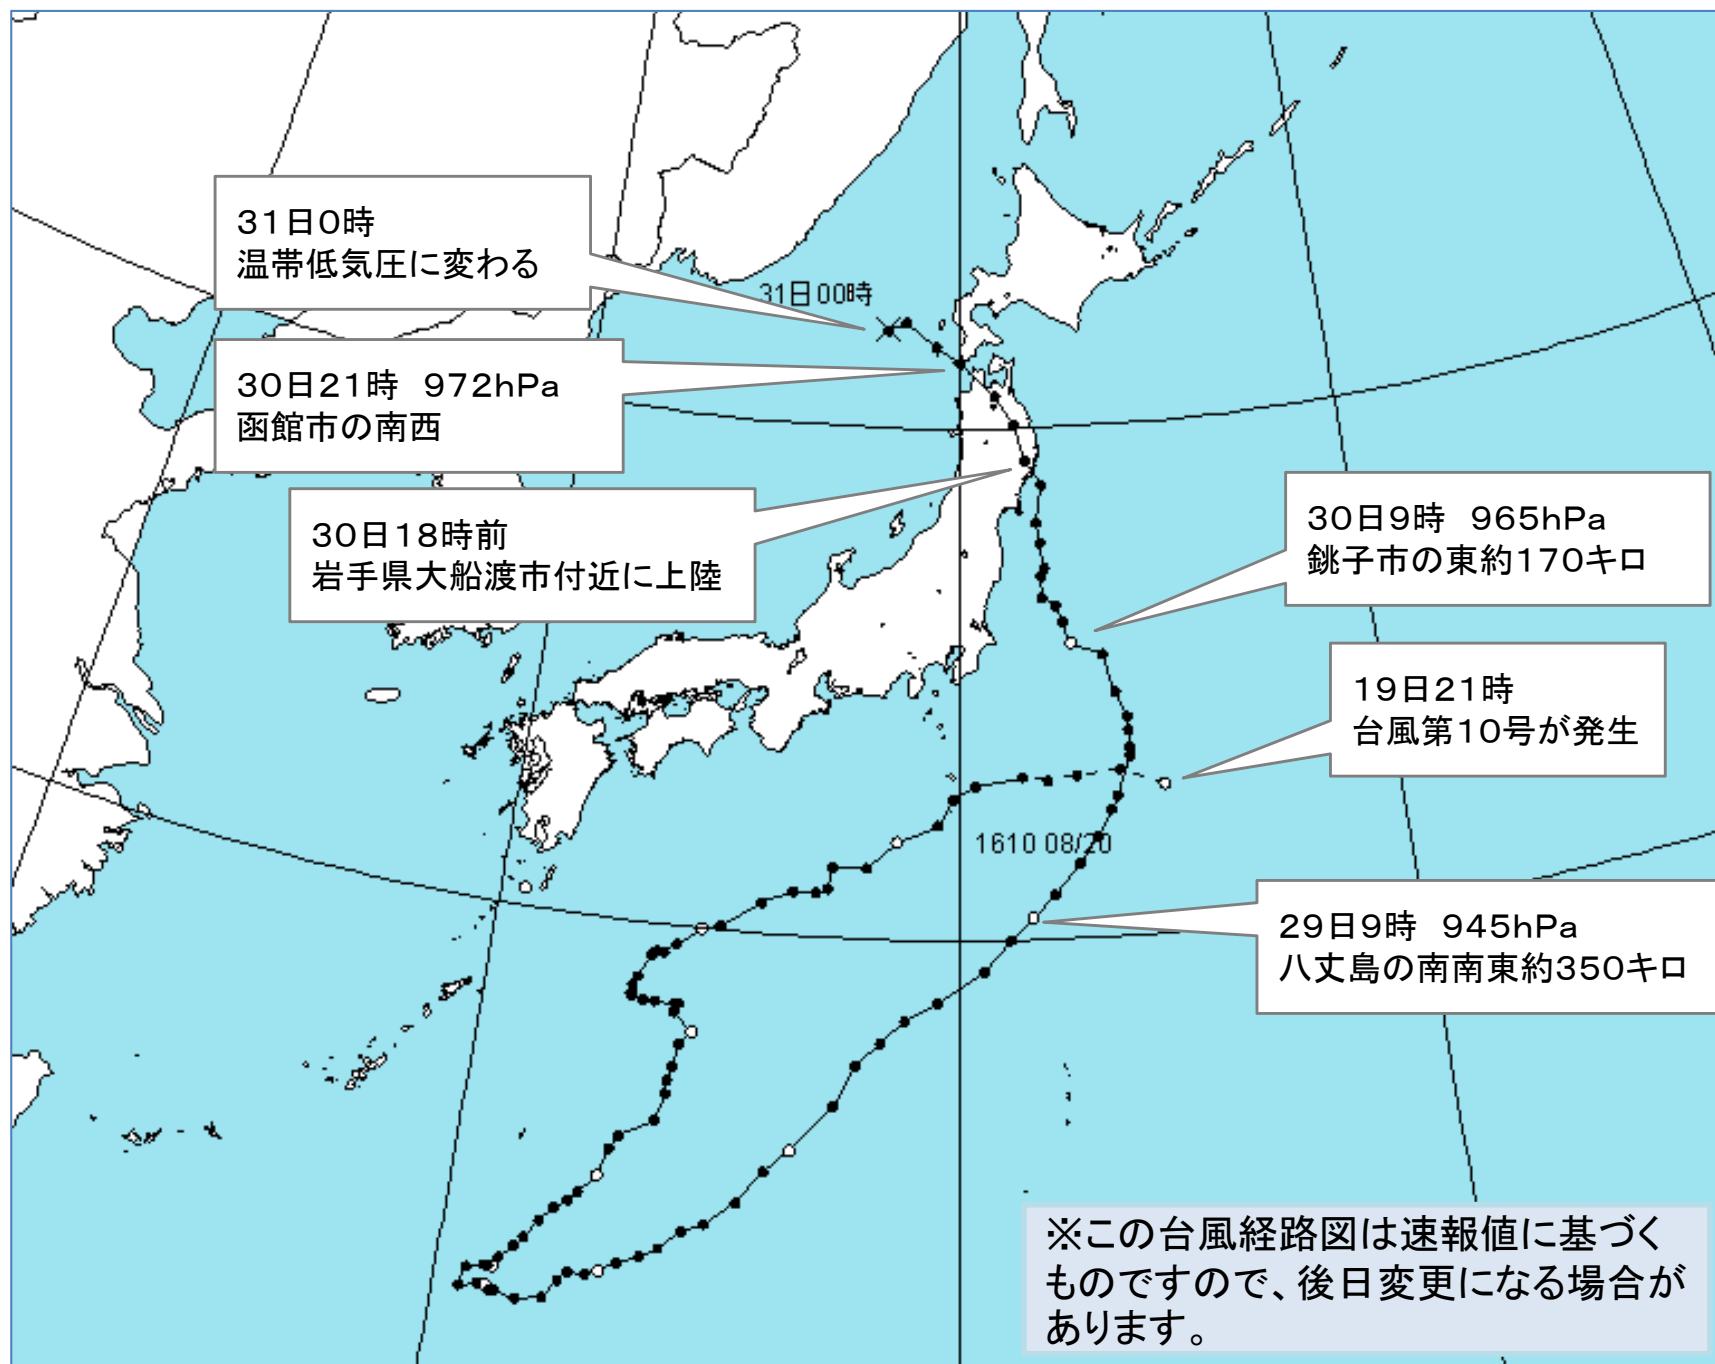 31日0時
温帯低気圧に変わる
31日00時
30日21時 972hPa
函館市の南西
30日18時前
岩手県大船渡市付近に上陸
30日9時 965hPa
銚子市の東約170キロ
19日21時
台風第10号が発生
1610 08/20
29日9時 945hPa
八丈島の南南東約350キロ
※この台風経路図は速報値に基づく
ものですので、後日変更になる場合が
あります。